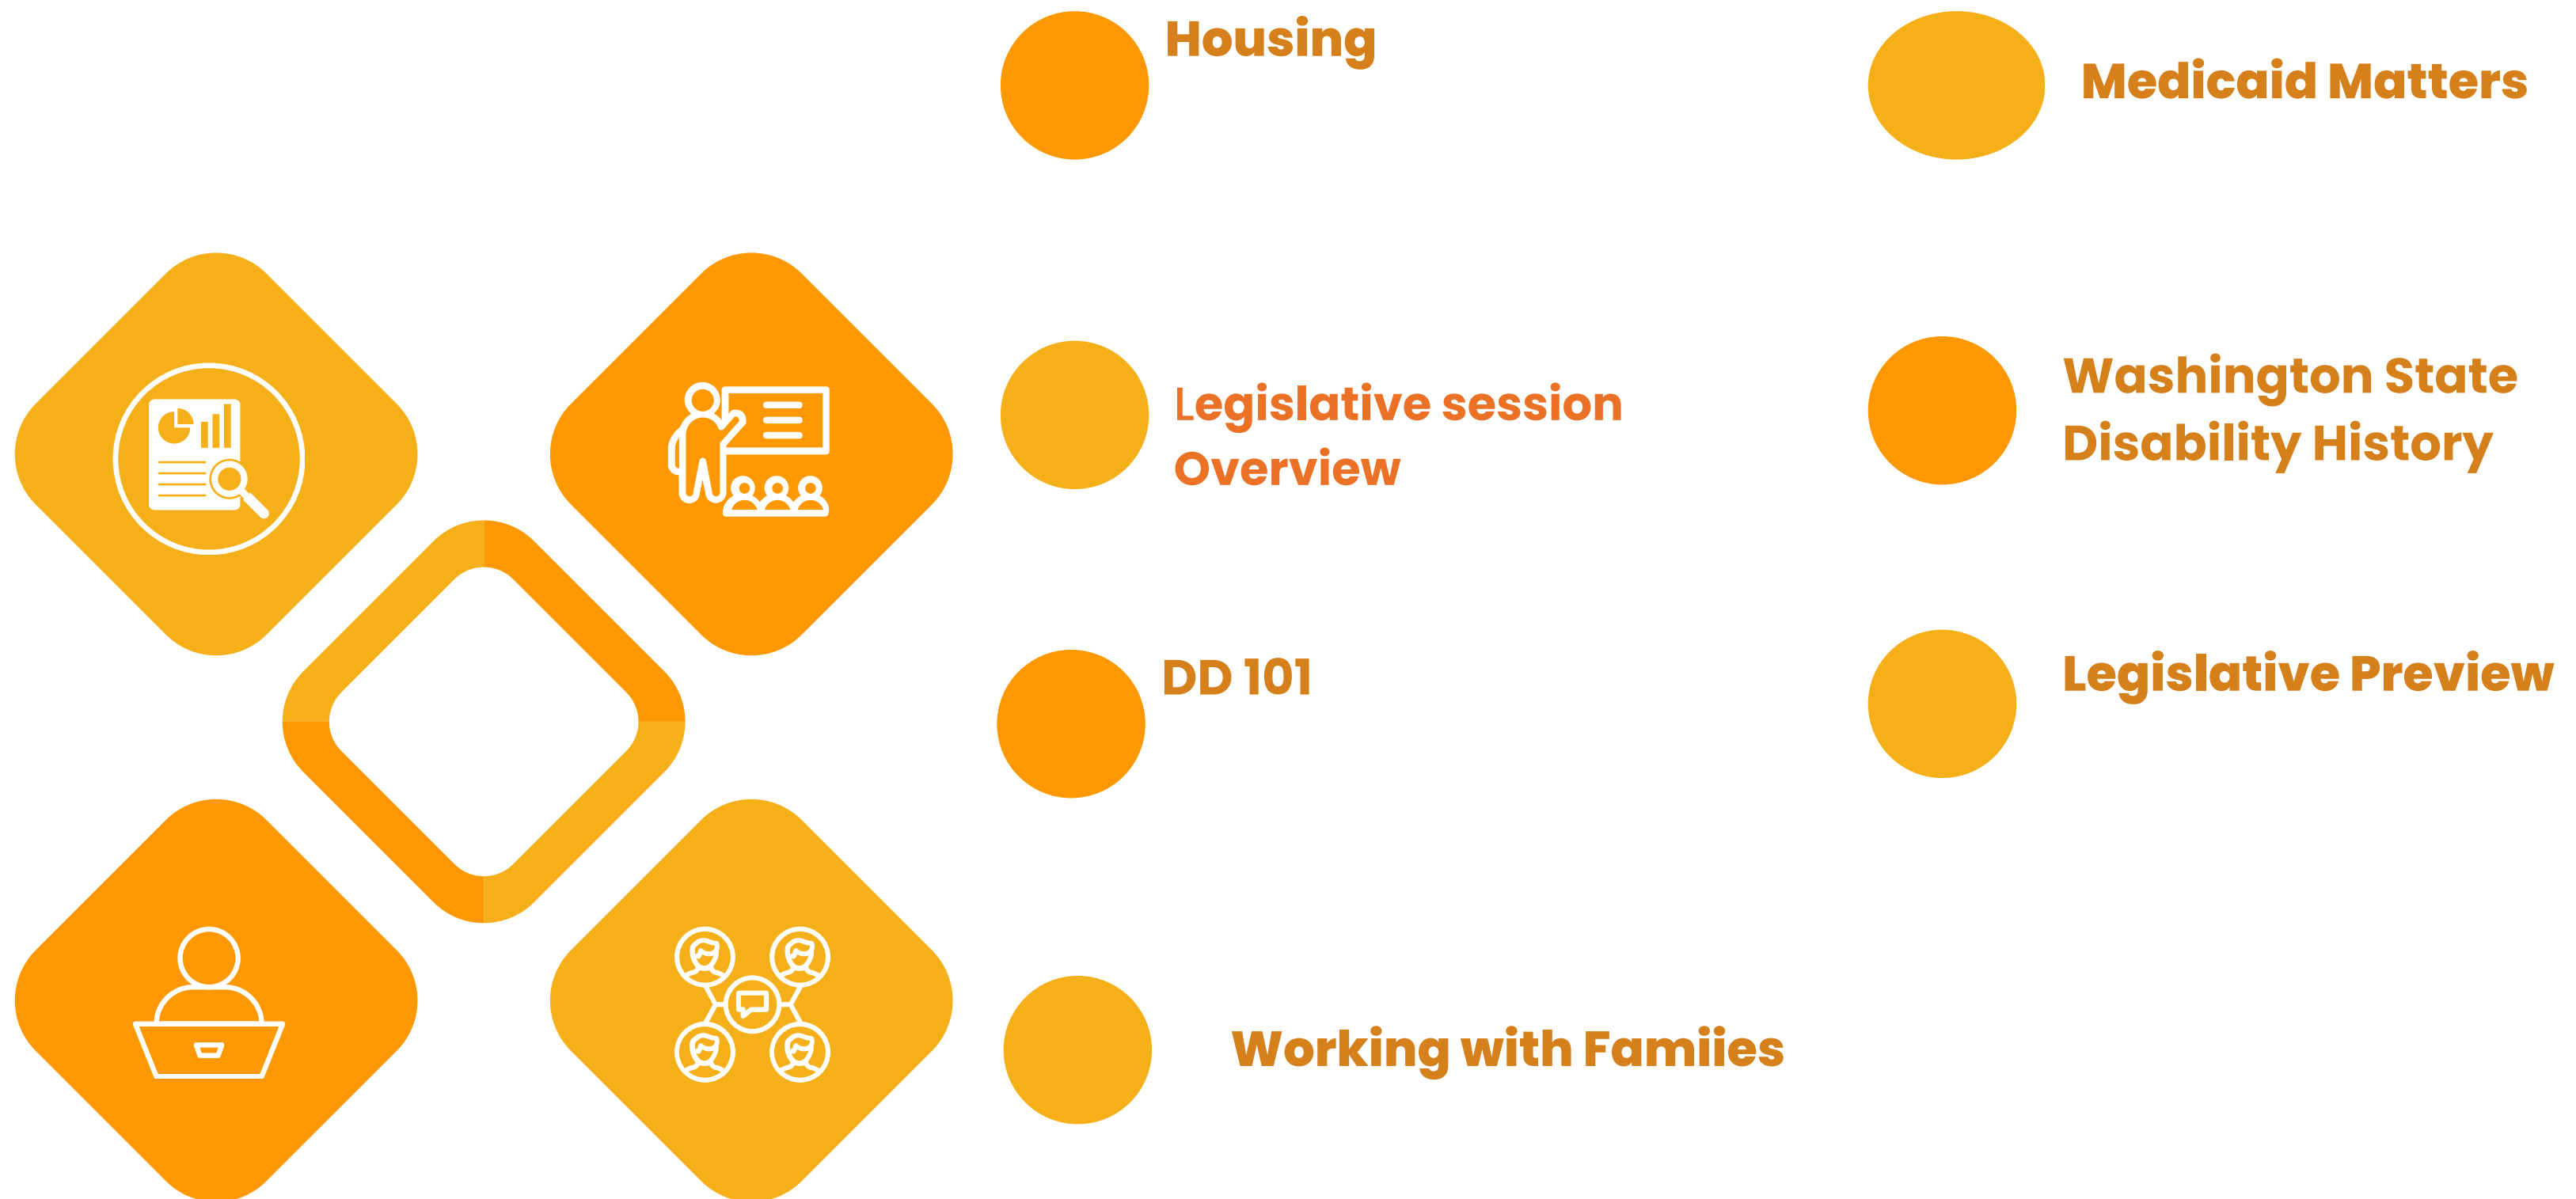 Housing
Legislative session
Overview
DD 101
Working with Famiies
Medicaid Matters
Washington State
Disability History
Legislative Preview